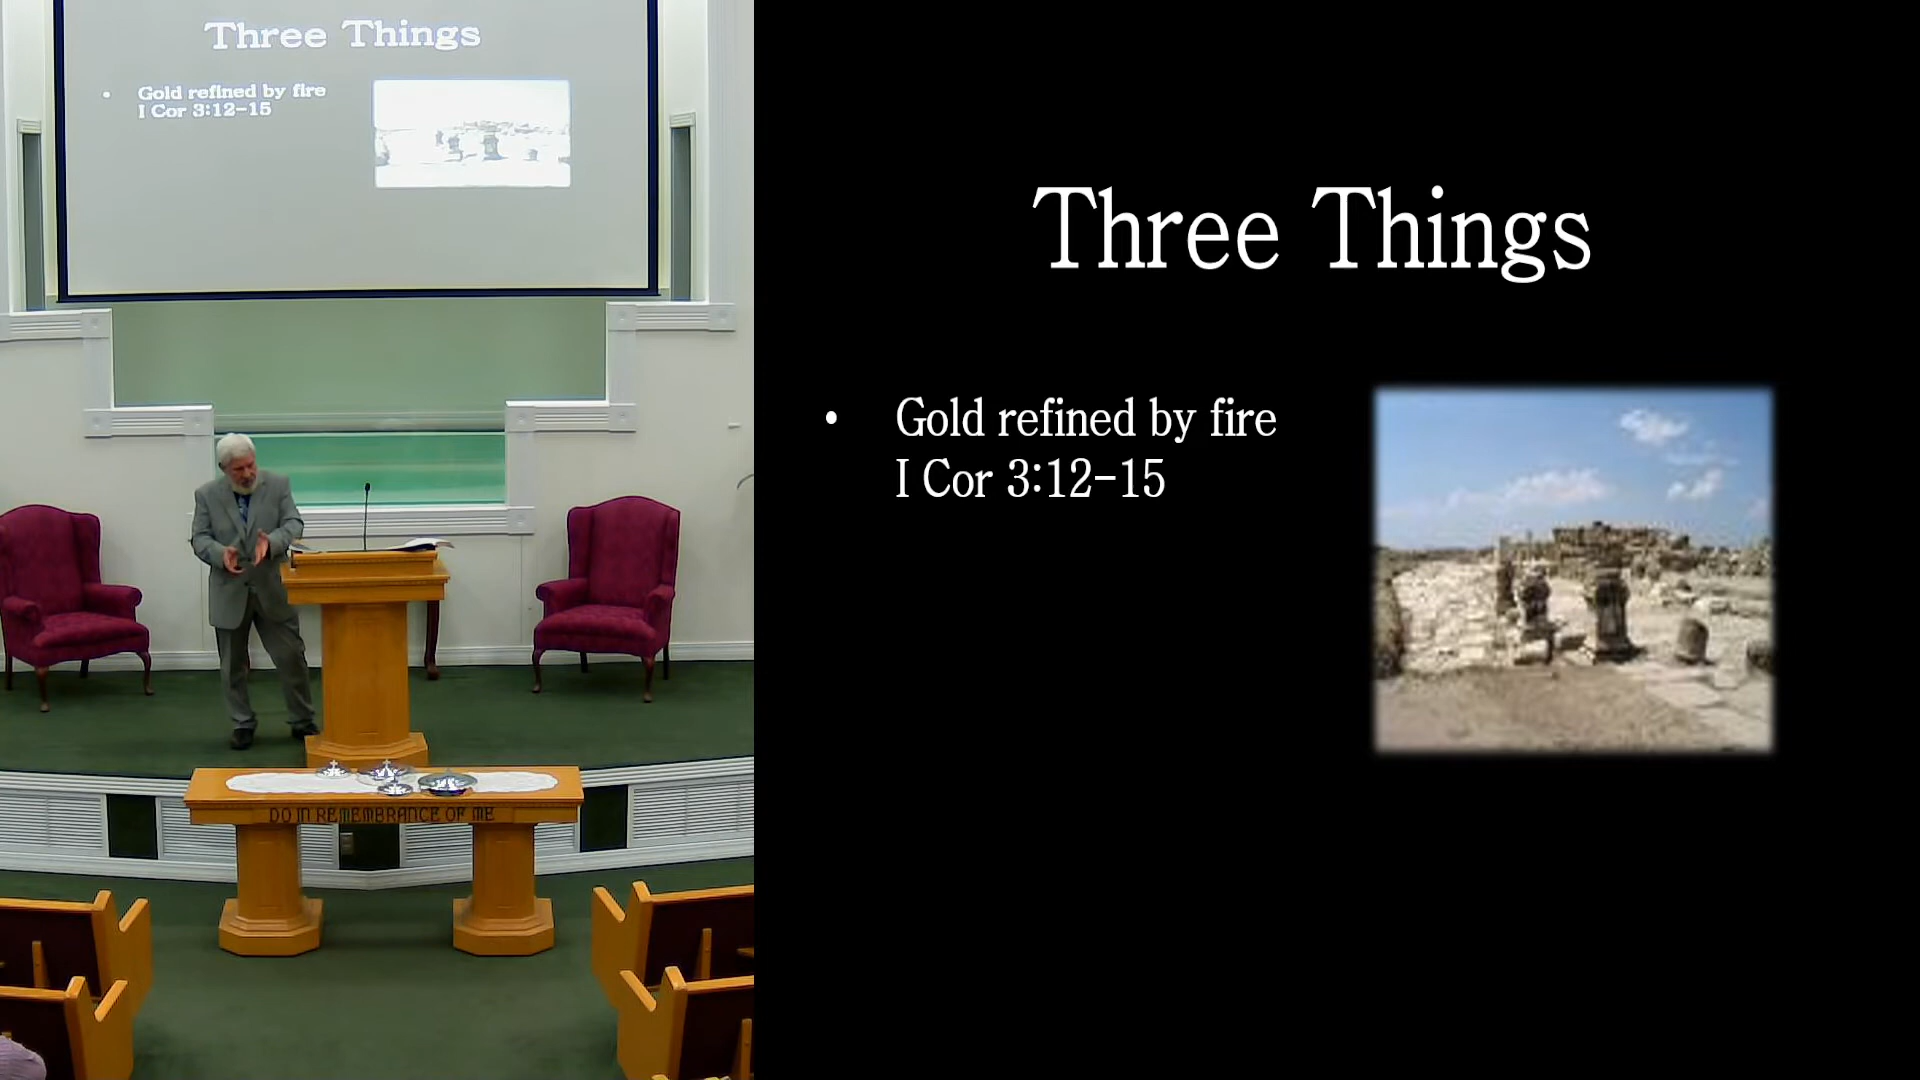 Three Things
• Gold refined by fire
I Cor 3:12-15
DO IN REMEMBRANCE OF ME
Three Things
• Gold refined by fire
I Cor 3:12-15